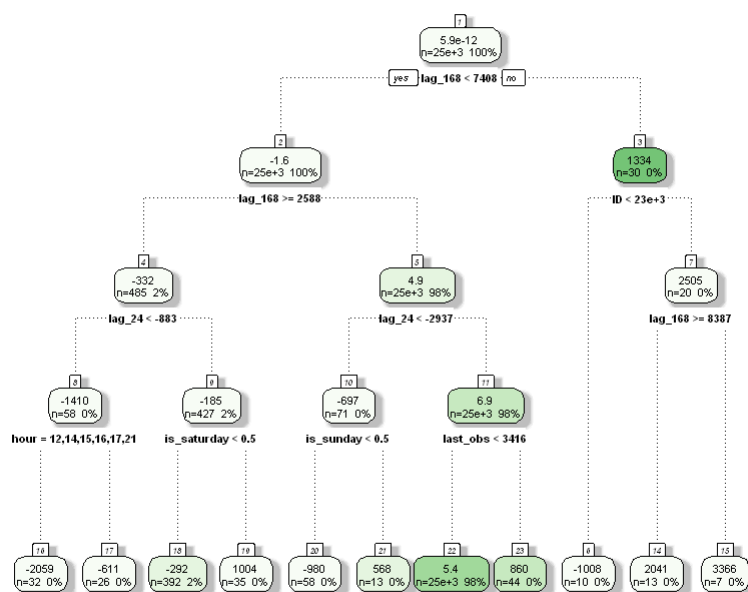 1
5.9e-12
n=25e+3 100%
yes lag_168 < 7408 no
2
3
-1.6
n=25e+3 100%
1334
n=30 0%
lag_168 >= 2588
ID < 23e+3
4
5
7
-332
n=485 2%
4.9
n=25e+3 98%
2505
n=20 0%
lag_24 < -883
lag_24 < -2937
lag_168 >= 8387
8
9
10
11
-1410
n=58 0%
-185
n=427 2%
-697
n=71 0%
6.9
n=25e+3 98%
hour = 12,14,15,16,17,21
is_saturday < 0.5
is_sunday < 0.5
last_obs < 3416
16
17
18
19
20
21
22
23
6
14
15
-2059
n=32 0%
-611
n=26 0%
-292
n=392 2%
1004
n=35 0%
-980
n=58 0%
568
n=13 0%
5.4
n=25e+3 98%
860
n=44 0%
-1008
n=10 0%
2041
n=13 0%
3366
n=7 0%